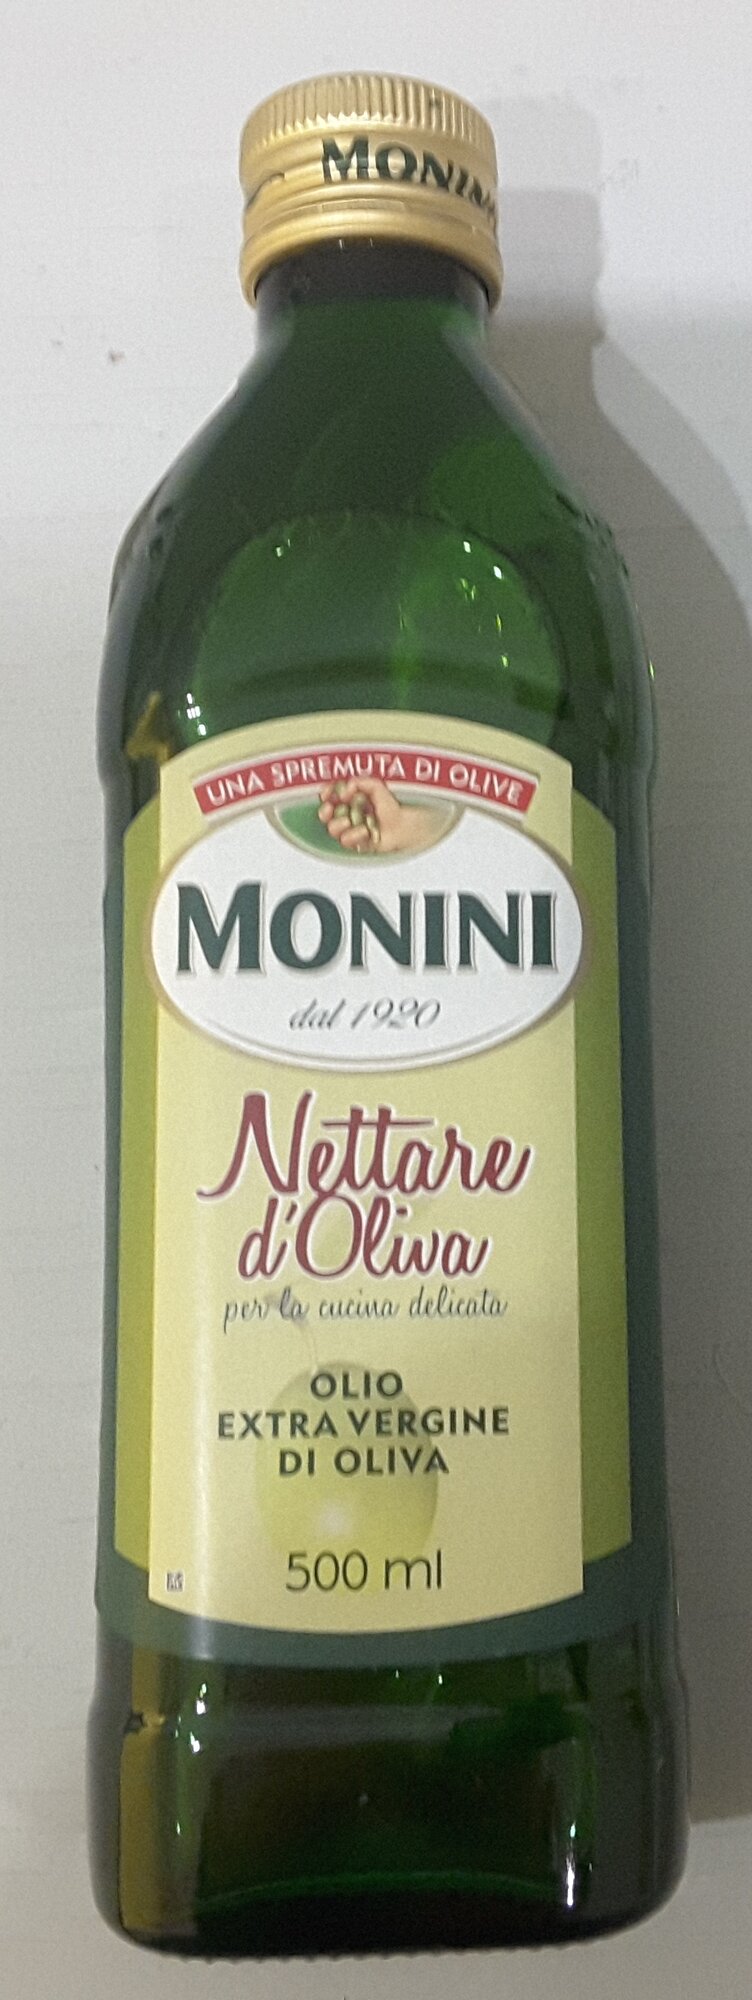 MONINI
UNA SPREMUTA DI OLIVE
MONINI
dal 1920
Nettare
d'Oliva
per la cucina delicata
OLIO
EXTRA VERGINE
DI OLIVA
500 ml